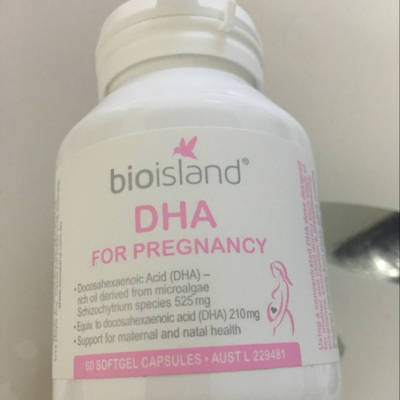 bioisland®
DHA
FOR PREGNANCY
• Docosahexaenoic Acid (DHA) –
rich oil derived from microalgae
Schizochytrium species 525 mg
• Equiv. to docosahexaenoic acid (DHA) 210 mg
• Support for maternal and natal health
60 SOFTGEL CAPSULES • AUST L 229481